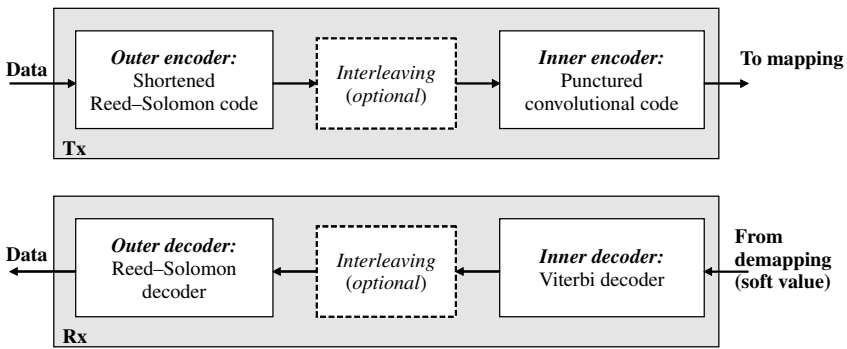 Data
Outer encoder:
Shortened
Reed–Solomon code
Interleaving
(optional)
Inner encoder:
Punctured
convolutional code
To mapping
Tx
Data
Outer decoder:
Reed–Solomon
decoder
Interleaving
(optional)
Inner decoder:
Viterbi decoder
From
demapping
(soft value)
Rx